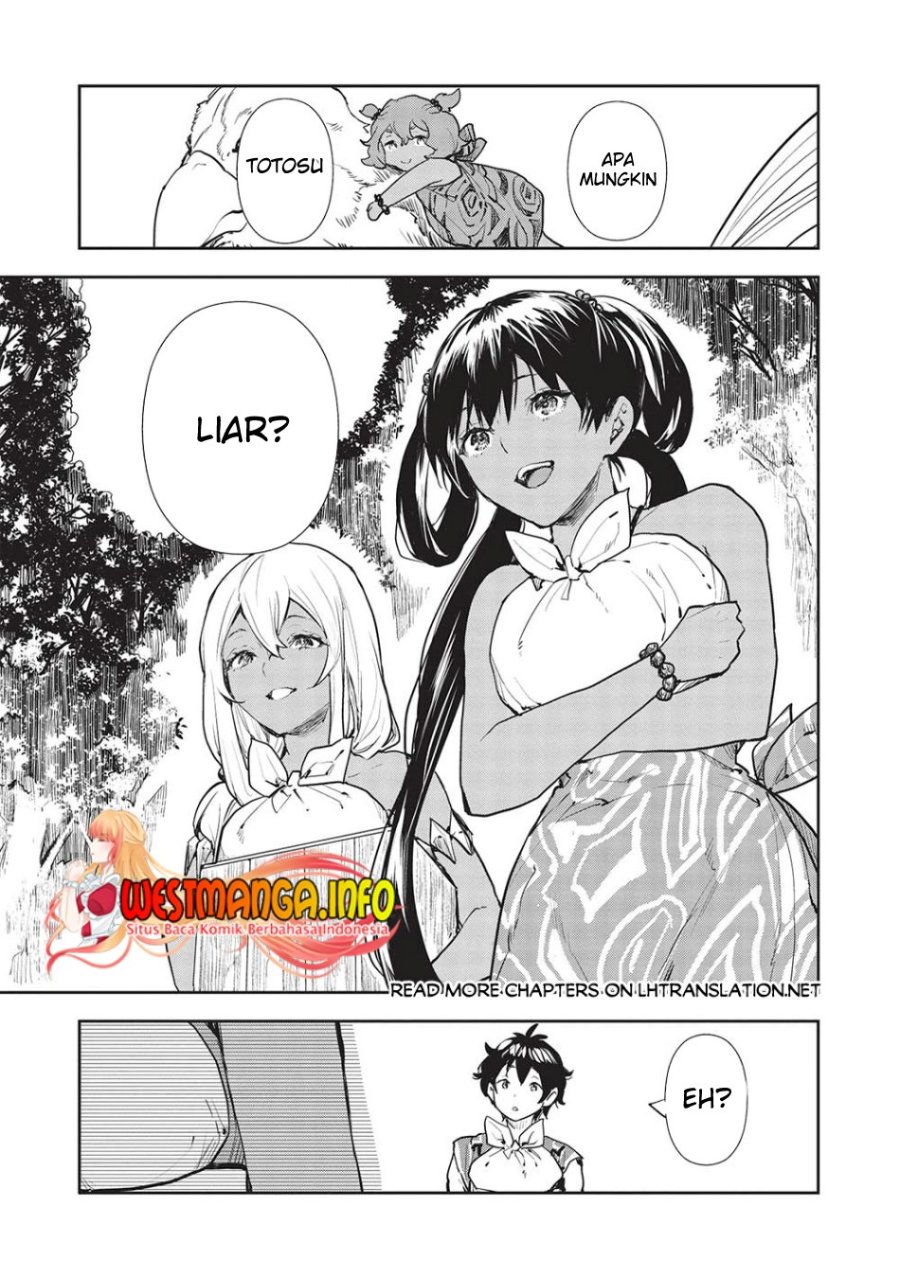 APA
MUNGKIN
TOTOSU
LIAR?
WESTMANGA.INFO
Situs Baca Komik Berbahasa Indonesia
READ MORE CHAPTERS ON LHTRANSLATION.NET
EH?